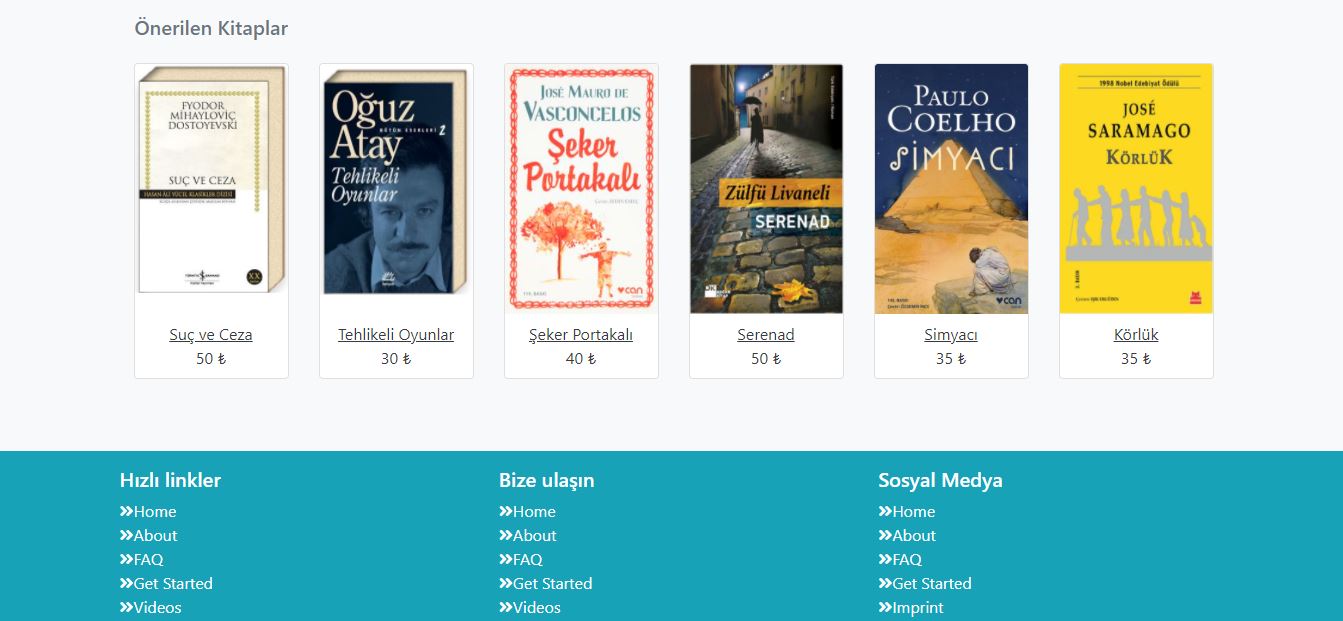 Önerilen Kitaplar
FYODOR
MİHAYLOVİÇ
DOSTOYEVSKİ
SUÇ VE CEZA
HASAN ÂLİ YÜCEL KLASİKLER DİZİSİ
Oğuz
BÜTÜN ESERLERİ 2
Atay
Tehlikeli
Oyunlar
JOSÉ MAURO DE
VASCONCELOS
Şeker
Portakalı
can
Zülfü Livaneli
SERENAD
PAULO
COELHO
SİMYACI
can
1998 Nobel Edebiyat Ödülü
JOSÉ
SARAMAGO
KÖRLÜK
Suç ve Ceza
50 ₺
Tehlikeli Oyunlar
30 ₺
Şeker Portakalı
40 ₺
Serenad
50 ₺
Simyacı
35 ₺
Körlük
35 ₺
Hızlı linkler
Home
About
FAQ
Get Started
Videos
Bize ulaşın
Home
About
FAQ
Get Started
Videos
Sosyal Medya
Home
About
FAQ
Get Started
Imprint